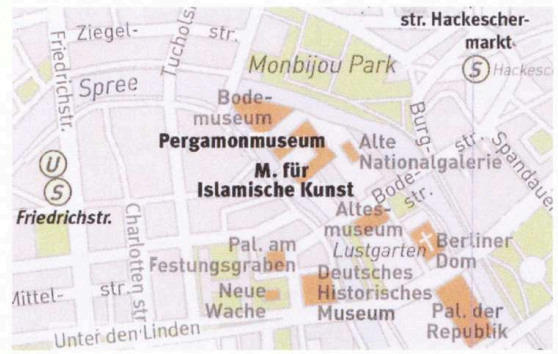 str. Hackescher-
markt
S
Hackesc
Ziegel-
str.
Friedrichstr.
Tuchols
Spree
Monbijou Park
Bode-
museum
Burg-
str.
Spandauer
Pergamonmuseum
Alte
Nationalgalerie
U
S
Friedrichstr.
M. für
Islamische Kunst
Bode-
str.
Altes-
museum
Charlotten str
Lustgarten
Berliner
Dom
Pal. am
Festungsgraben
Deutsches
Historisches
Museum
Mittel-
str.
Neue
Wache
Pal. der
Republik
Unter den Linden